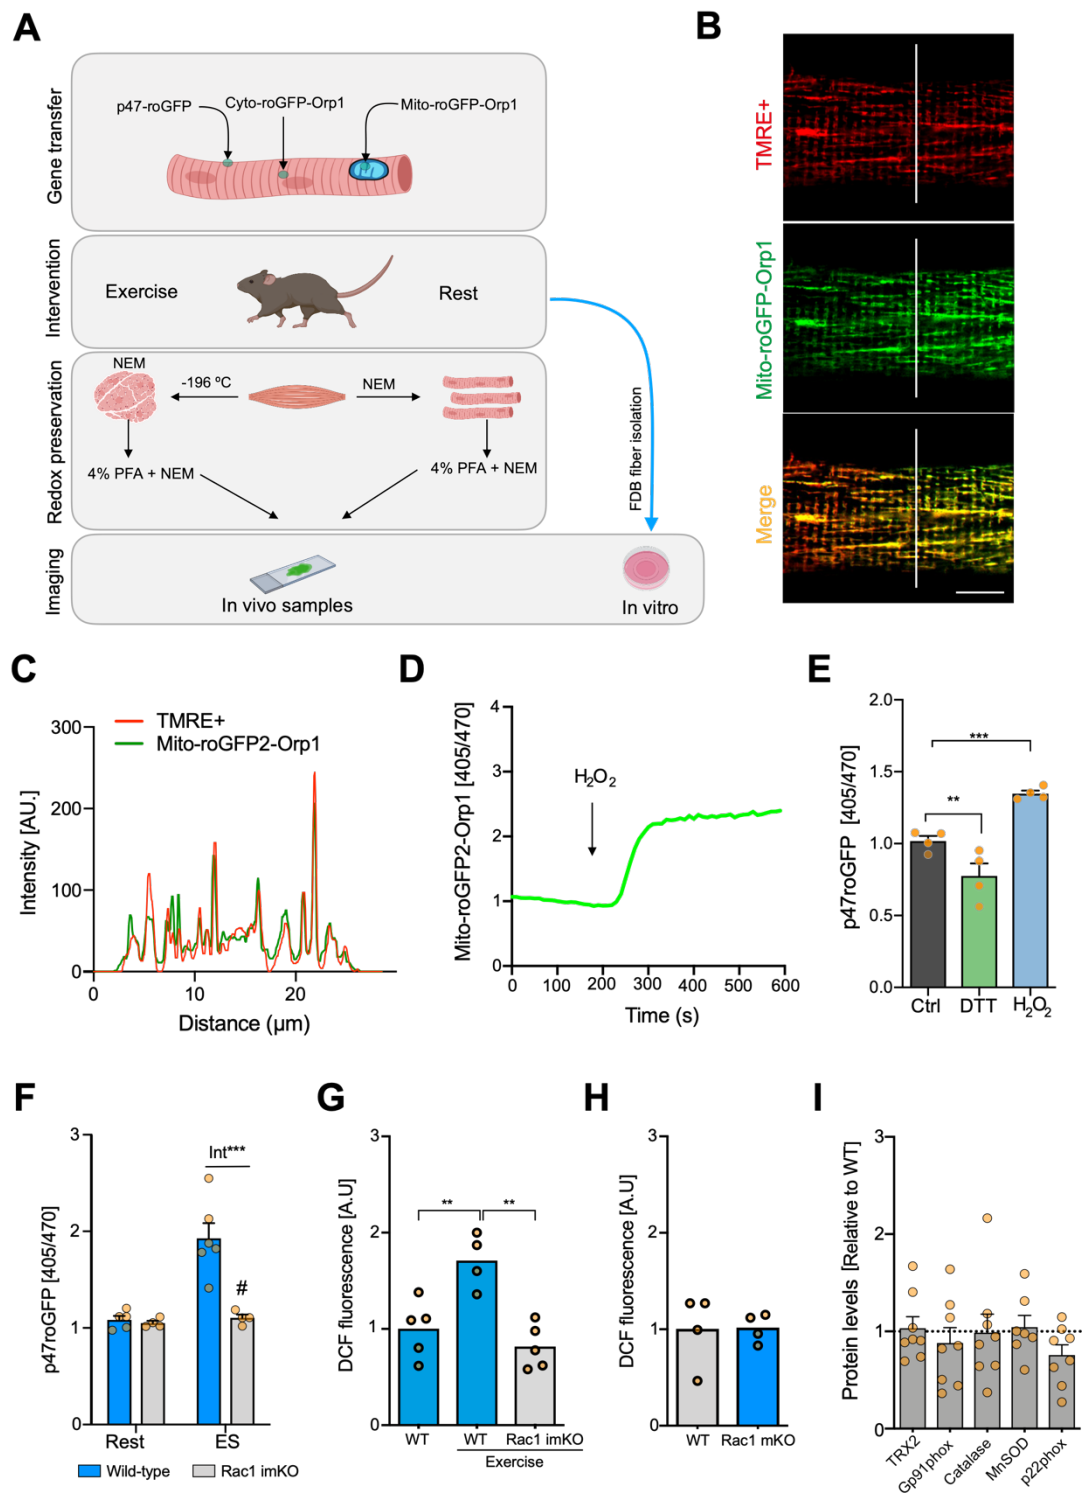 A
Gene transfer
p47-roGFP
Cyto-roGFP-Orp1
Mito-roGFP-Orp1
Intervention
Exercise
Rest
Redox preservation
NEM
-196 ºC
NEM
4% PFA + NEM
4% PFA + NEM
FDB fiber isolation
Imaging
In vivo samples
In vitro
B
TMRE+
Mito-roGFP-Orp1
Merge
C
Intensity [AU.]
300
200
100
0
TMRE+
Mito-roGFP2-Orp1
0
10
20
Distance (µm)
D
Mito-roGFP2-Orp1 [405/470]
4
3
2
1
0
H₂O₂
0
100
200
300
400
500
600
Time (s)
E
p47roGFP [405/470]
2.0
1.5
1.0
0.5
0.0
***
**
Ctrl
DTT
H₂O₂
F
p47roGFP [405/470]
3
2
1
0
Int***
#
Rest
ES
Wild-type
Rac1 imKO
G
DCF fluorescence [A.U]
3
2
1
0
**
**
WT
WT
Rac1 imKO
Exercise
H
DCF fluorescence [A.U]
3
2
1
0
WT
Rac1 mKO
I
Protein levels [Relative to WT]
3
2
1
0
TRX2
Gp91phox
Catalase
MnSOD
p22phox